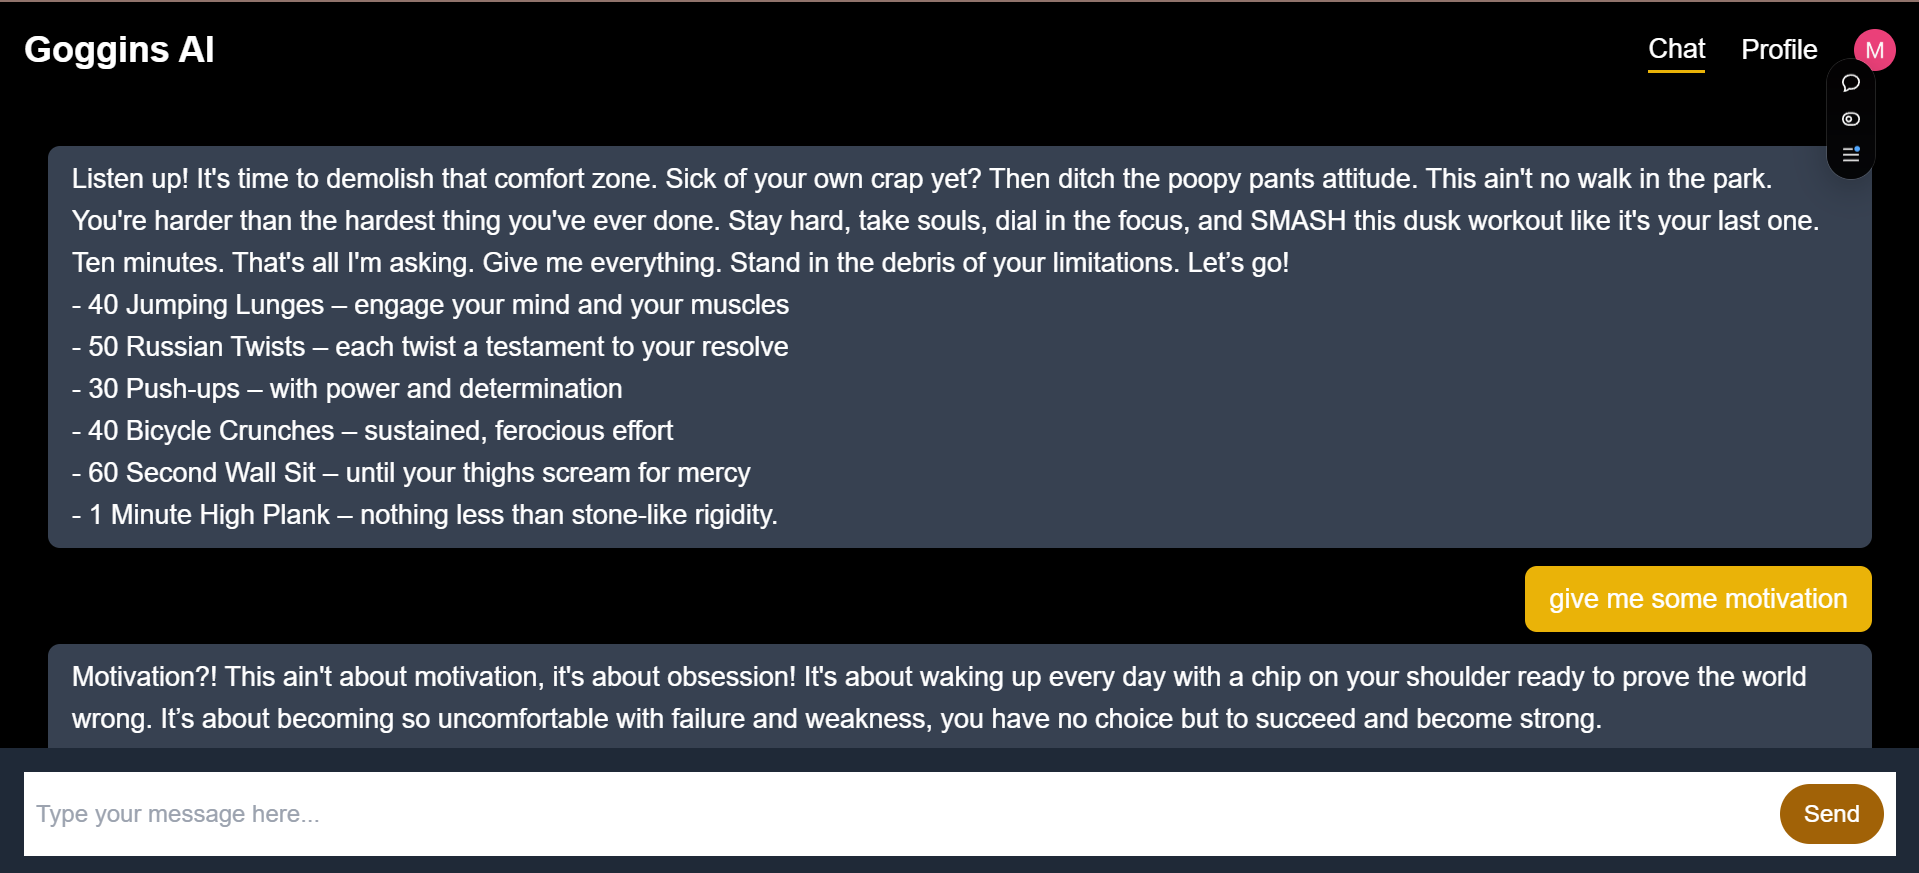 Goggins AI
Chat
Profile
M
Listen up! It's time to demolish that comfort zone. Sick of your own crap yet? Then ditch the poopy pants attitude. This ain't no walk in the park.
You're harder than the hardest thing you've ever done. Stay hard, take souls, dial in the focus, and SMASH this dusk workout like it's your last one.
Ten minutes. That's all I'm asking. Give me everything. Stand in the debris of your limitations. Let’s go!
- 40 Jumping Lunges – engage your mind and your muscles
- 50 Russian Twists – each twist a testament to your resolve
- 30 Push-ups – with power and determination
- 40 Bicycle Crunches – sustained, ferocious effort
- 60 Second Wall Sit – until your thighs scream for mercy
- 1 Minute High Plank – nothing less than stone-like rigidity.
give me some motivation
Motivation?! This ain't about motivation, it's about obsession! It's about waking up every day with a chip on your shoulder ready to prove the world
wrong. It’s about becoming so uncomfortable with failure and weakness, you have no choice but to succeed and become strong.
Type your message here...
Send